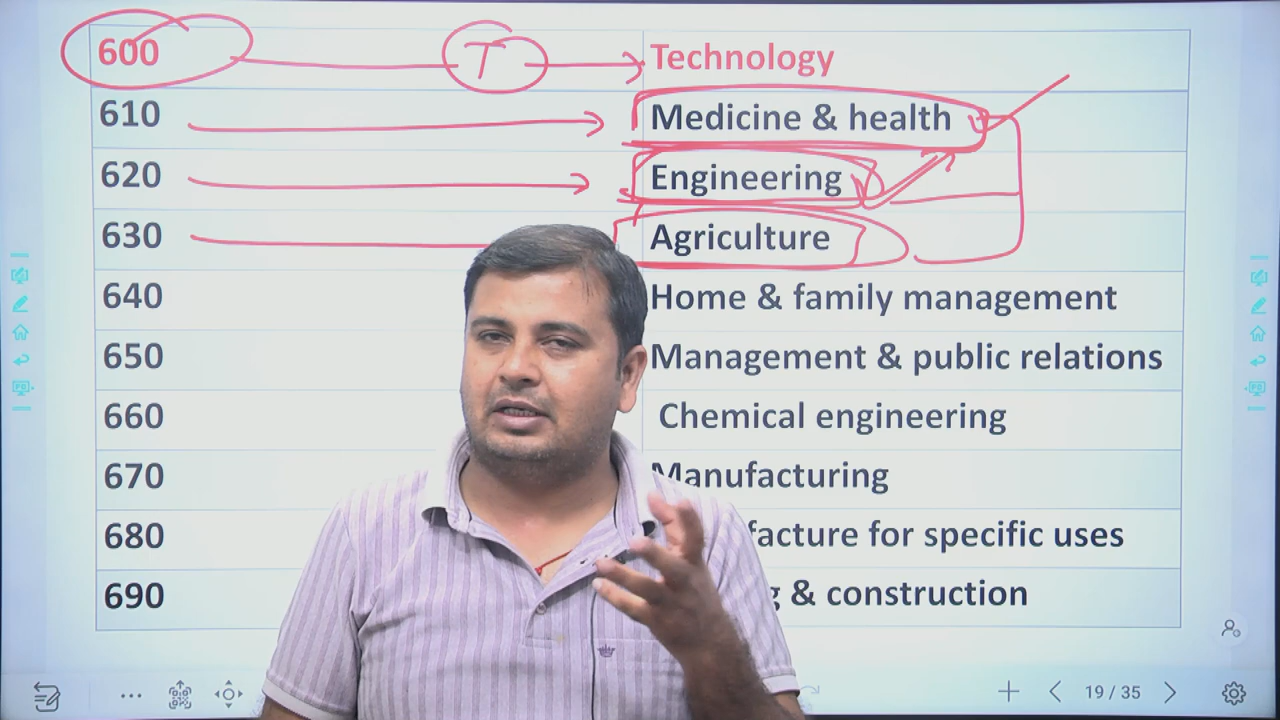 600 T Technology
610 Medicine & health
620 Engineering
630 Agriculture
640 Home & family management
650 Management & public relations
660 Chemical engineering
670 Manufacturing
680 facture for specific uses
690 & construction
19 / 35